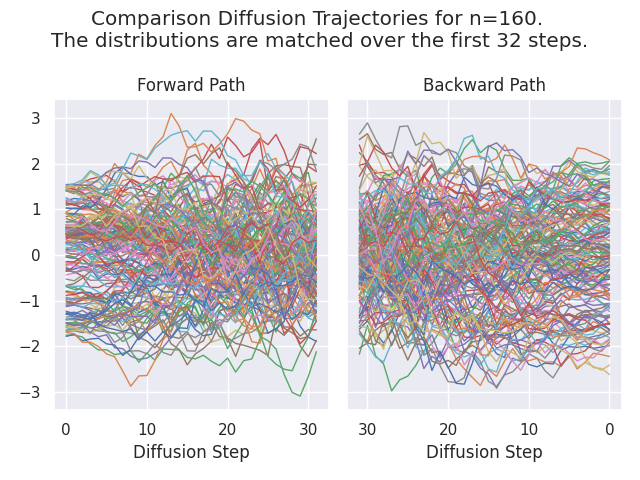 Comparison Diffusion Trajectories for n=160.
The distributions are matched over the first 32 steps.
Forward Path
Backward Path
3
2
1
0
−1
−2
−3
0
10
20
30
30
20
10
0
Diffusion Step
Diffusion Step